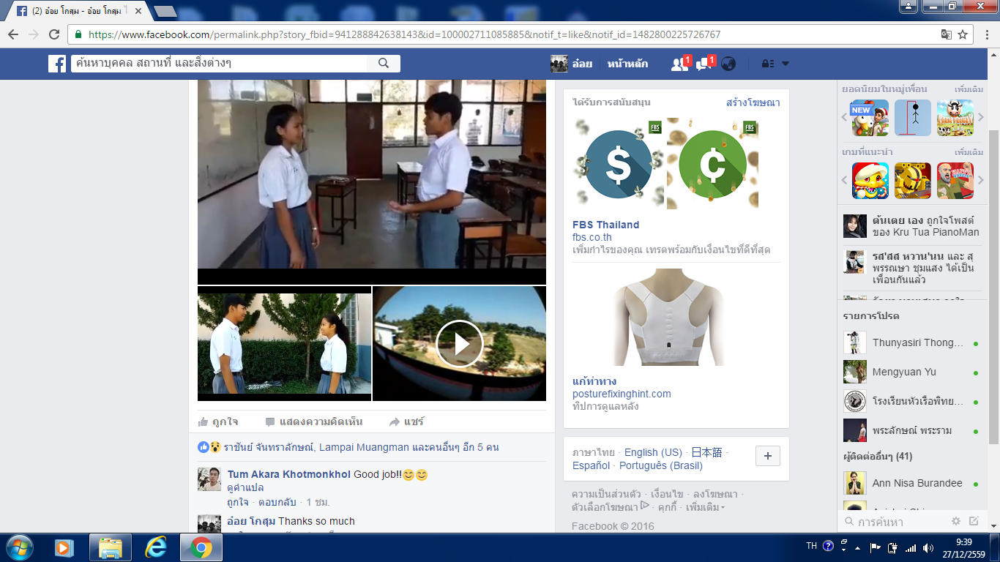 (2) อ๋อย โกสุม - อ๋อย โกสุม
https://www.facebook.com/permalink.php?story_fbid=941288842638143&id=100002711085885&notif_t=like&notif_id=1482800225726767
ค้นหาบุคคล สถานที่ และสิ่งต่างๆ
อ๋อย
หน้าหลัก
1
1
ได้รับการสนับสนุน
สร้างโฆษณา
FBS
FBS
FBS Thailand
fbs.co.th
เพิ่มกำไรของคุณ เทรดพร้อมกับเงื่อนไขที่ดีที่สุด
แก้ท่าทาง
posturefixinghint.com
ทิปการดูแลหลัง
ภาษาไทย · English (US) · 日本語 ·
Español · Português (Brasil)
ความเป็นส่วนตัว · เงื่อนไข · ลงโฆษณา ·
ตัวเลือกโฆษณา · คุกกี้ · เพิ่มเติม
Facebook © 2016
ถูกใจ
แสดงความคิดเห็น
แชร์
ราชันย์ จันทราลักษณ์, Lampai Muangman และคนอื่นๆ อีก 5 คน
Tum Akara Khotmonkhol Good job!!😊😊
ดูคำแปล
ถูกใจ · ตอบกลับ · 1 ชม.
อ๋อย โกสุม Thanks so much
ยอดนิยมในหมู่เพื่อน
เพิ่มเติม
NEW
เกมที่แนะนำ
เพิ่มเติม
ต้นเตย เอง ถูกใจโพสต์
ของ Kru Tua PianoMan
รส'สส หวาน'นน และ สุ
พรรณษา ชุมแสง ได้เป็น
เพื่อนกันแล้ว
รายการโปรด
Thunyasiri Thong...
Mengyuan Yu
โรงเรียนหัวเรือพิทย...
พระลักษณ์ พระราม
ผู้ติดต่ออื่นๆ (41)
Ann Nisa Burandee
การค้นหา
TH
9:39
27/12/2559